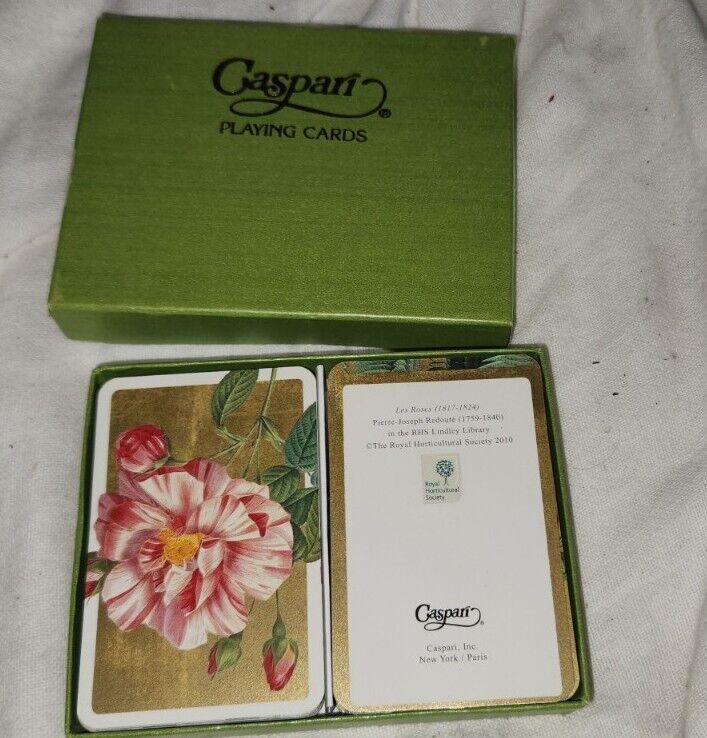 Caspari®
PLAYING CARDS
Les Roses (1817-1824)
Pierre-Joseph Redouté (1759-1840)
in the RHS Lindley Library
©The Royal Horticultural Society 2010
Royal
Horticultural
Society
Caspari®
Caspari, Inc.
New York / Paris